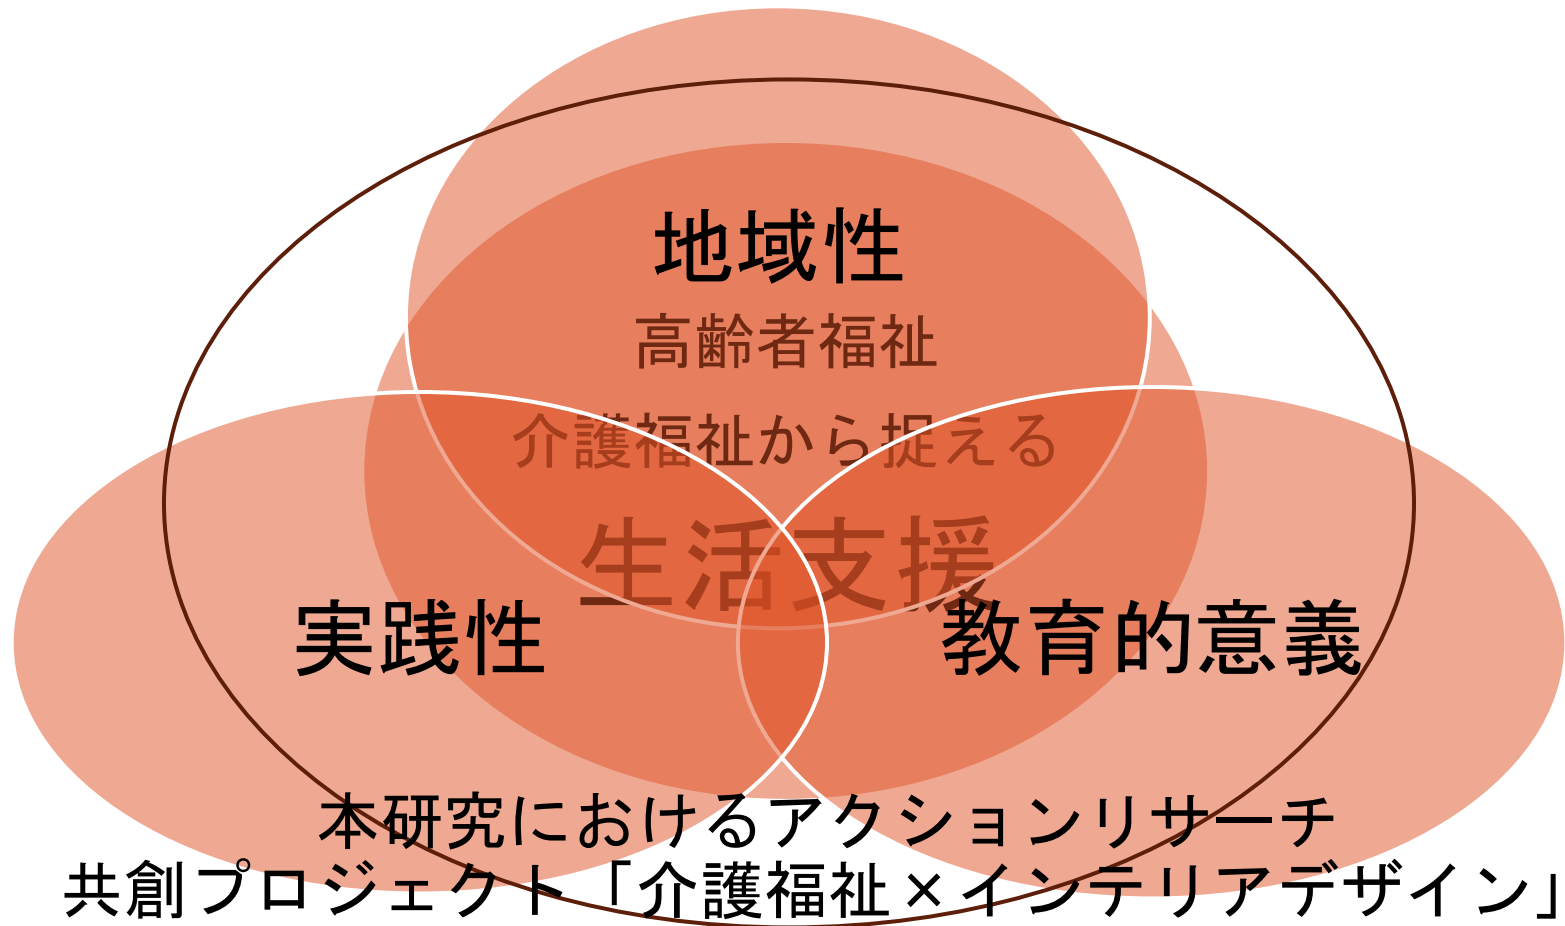 地域性
高齢者福祉
介護福祉から捉える
生活支援
実践性
教育的意義
本研究におけるアクションリサーチ
共創プロジェクト「介護福祉×インテリアデザイン」